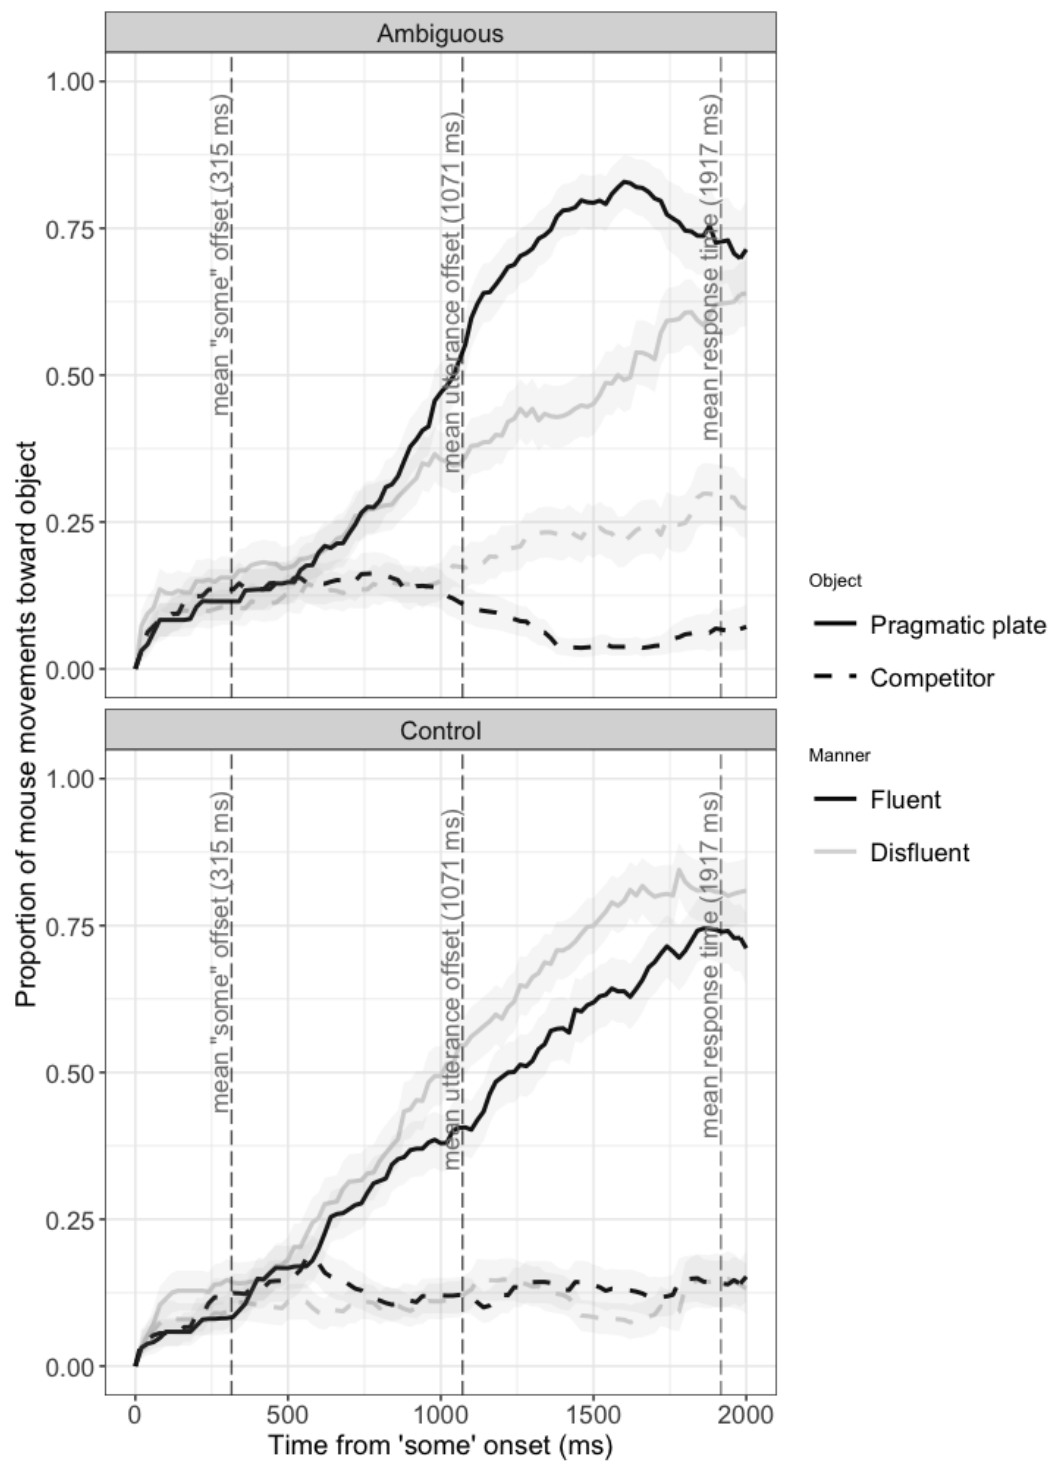 Ambiguous
1.00
0.75
0.50
0.25
0.00
mean "some" offset (315 ms)
mean utterance offset (1071 ms)
mean response time (1917 ms)
Control
1.00
0.75
0.50
0.25
0.00
mean "some" offset (315 ms)
mean utterance offset (1071 ms)
mean response time (1917 ms)
0
500
1000
1500
2000
Time from 'some' onset (ms)
Proportion of mouse movements toward object
Object
Pragmatic plate
Competitor
Manner
Fluent
Disfluent